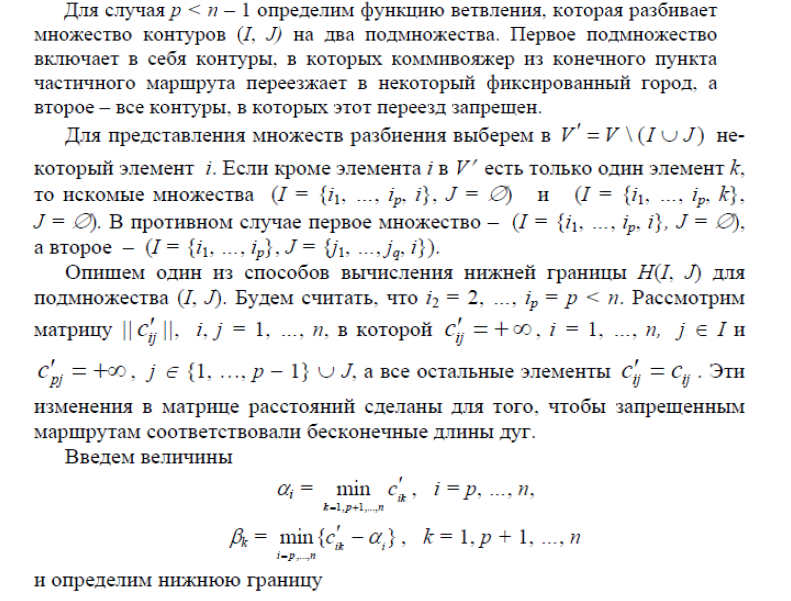 Для случая p < n – 1 определим функцию ветвления, которая разбивает
множество контуров (I, J) на два подмножества. Первое подмножество
включает в себя контуры, в которых коммивояжер из конечного пункта
частичного маршрута переезжает в некоторый фиксированный город, а
второе – все контуры, в которых этот переезд запрещен.
Для представления множеств разбиения выберем в V′ = V \ (I ∪ J) не-
который элемент i. Если кроме элемента i в V′ есть только один элемент k,
то искомые множества (I = {i₁, ..., iₚ, i}, J = ∅) и (I = {i₁, ..., iₚ, k},
J = ∅). В противном случае первое множество – (I = {i₁, ..., iₚ, i}, J = ∅),
а второе – (I = {i₁, ..., iₚ}, J = {j₁, ..., j_q, i}).
Опишем один из способов вычисления нижней границы H(I, J) для
подмножества (I, J). Будем считать, что i₂ = 2, ..., iₚ = p < n. Рассмотрим
матрицу || c′ᵢⱼ ||, i, j = 1, ..., n, в которой c′ᵢⱼ = + ∞ , i = 1, ..., n, j ∈ I и
c′ₚⱼ = +∞ , j ∈ {1, ..., p – 1} ∪ J, а все остальные элементы c′ᵢⱼ = cᵢⱼ . Эти
изменения в матрице расстояний сделаны для того, чтобы запрещенным
маршрутам соответствовали бесконечные длины дуг.
Введем величины
αᵢ = min c′ᵢₖ , i = p, ..., n,
k=1,p+1,...,n
βₖ = min{c′ᵢₖ − αᵢ} , k = 1, p + 1, ..., n
i=p,...,n
и определим нижнюю границу